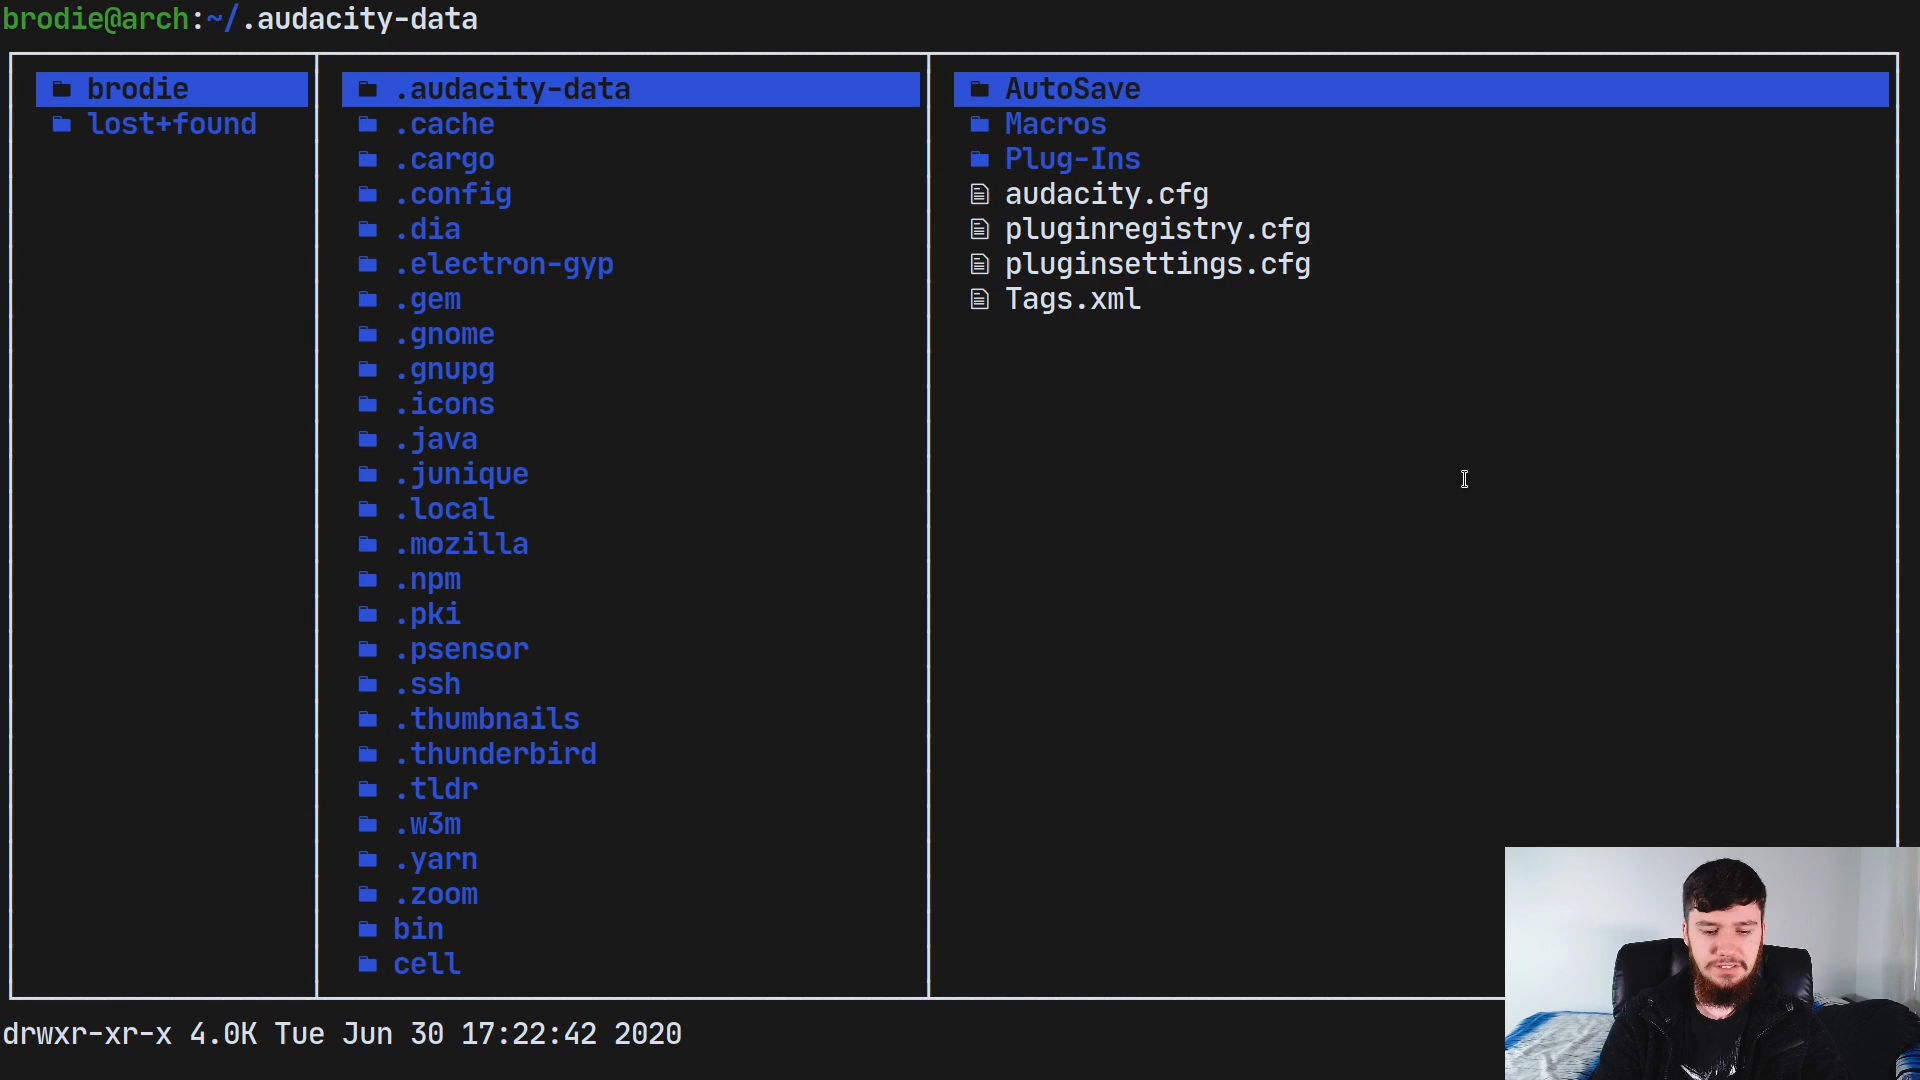 brodie@arch:~/.audacity-data
brodie
lost+found
.audacity-data
.cache
.cargo
.config
.dia
.electron-gyp
.gem
.gnome
.gnupg
.icons
.java
.junique
.local
.mozilla
.npm
.pki
.psensor
.ssh
.thumbnails
.thunderbird
.tldr
.w3m
.yarn
.zoom
bin
cell
AutoSave
Macros
Plug-Ins
audacity.cfg
pluginregistry.cfg
pluginsettings.cfg
Tags.xml
drwxr-xr-x 4.0K Tue Jun 30 17:22:42 2020